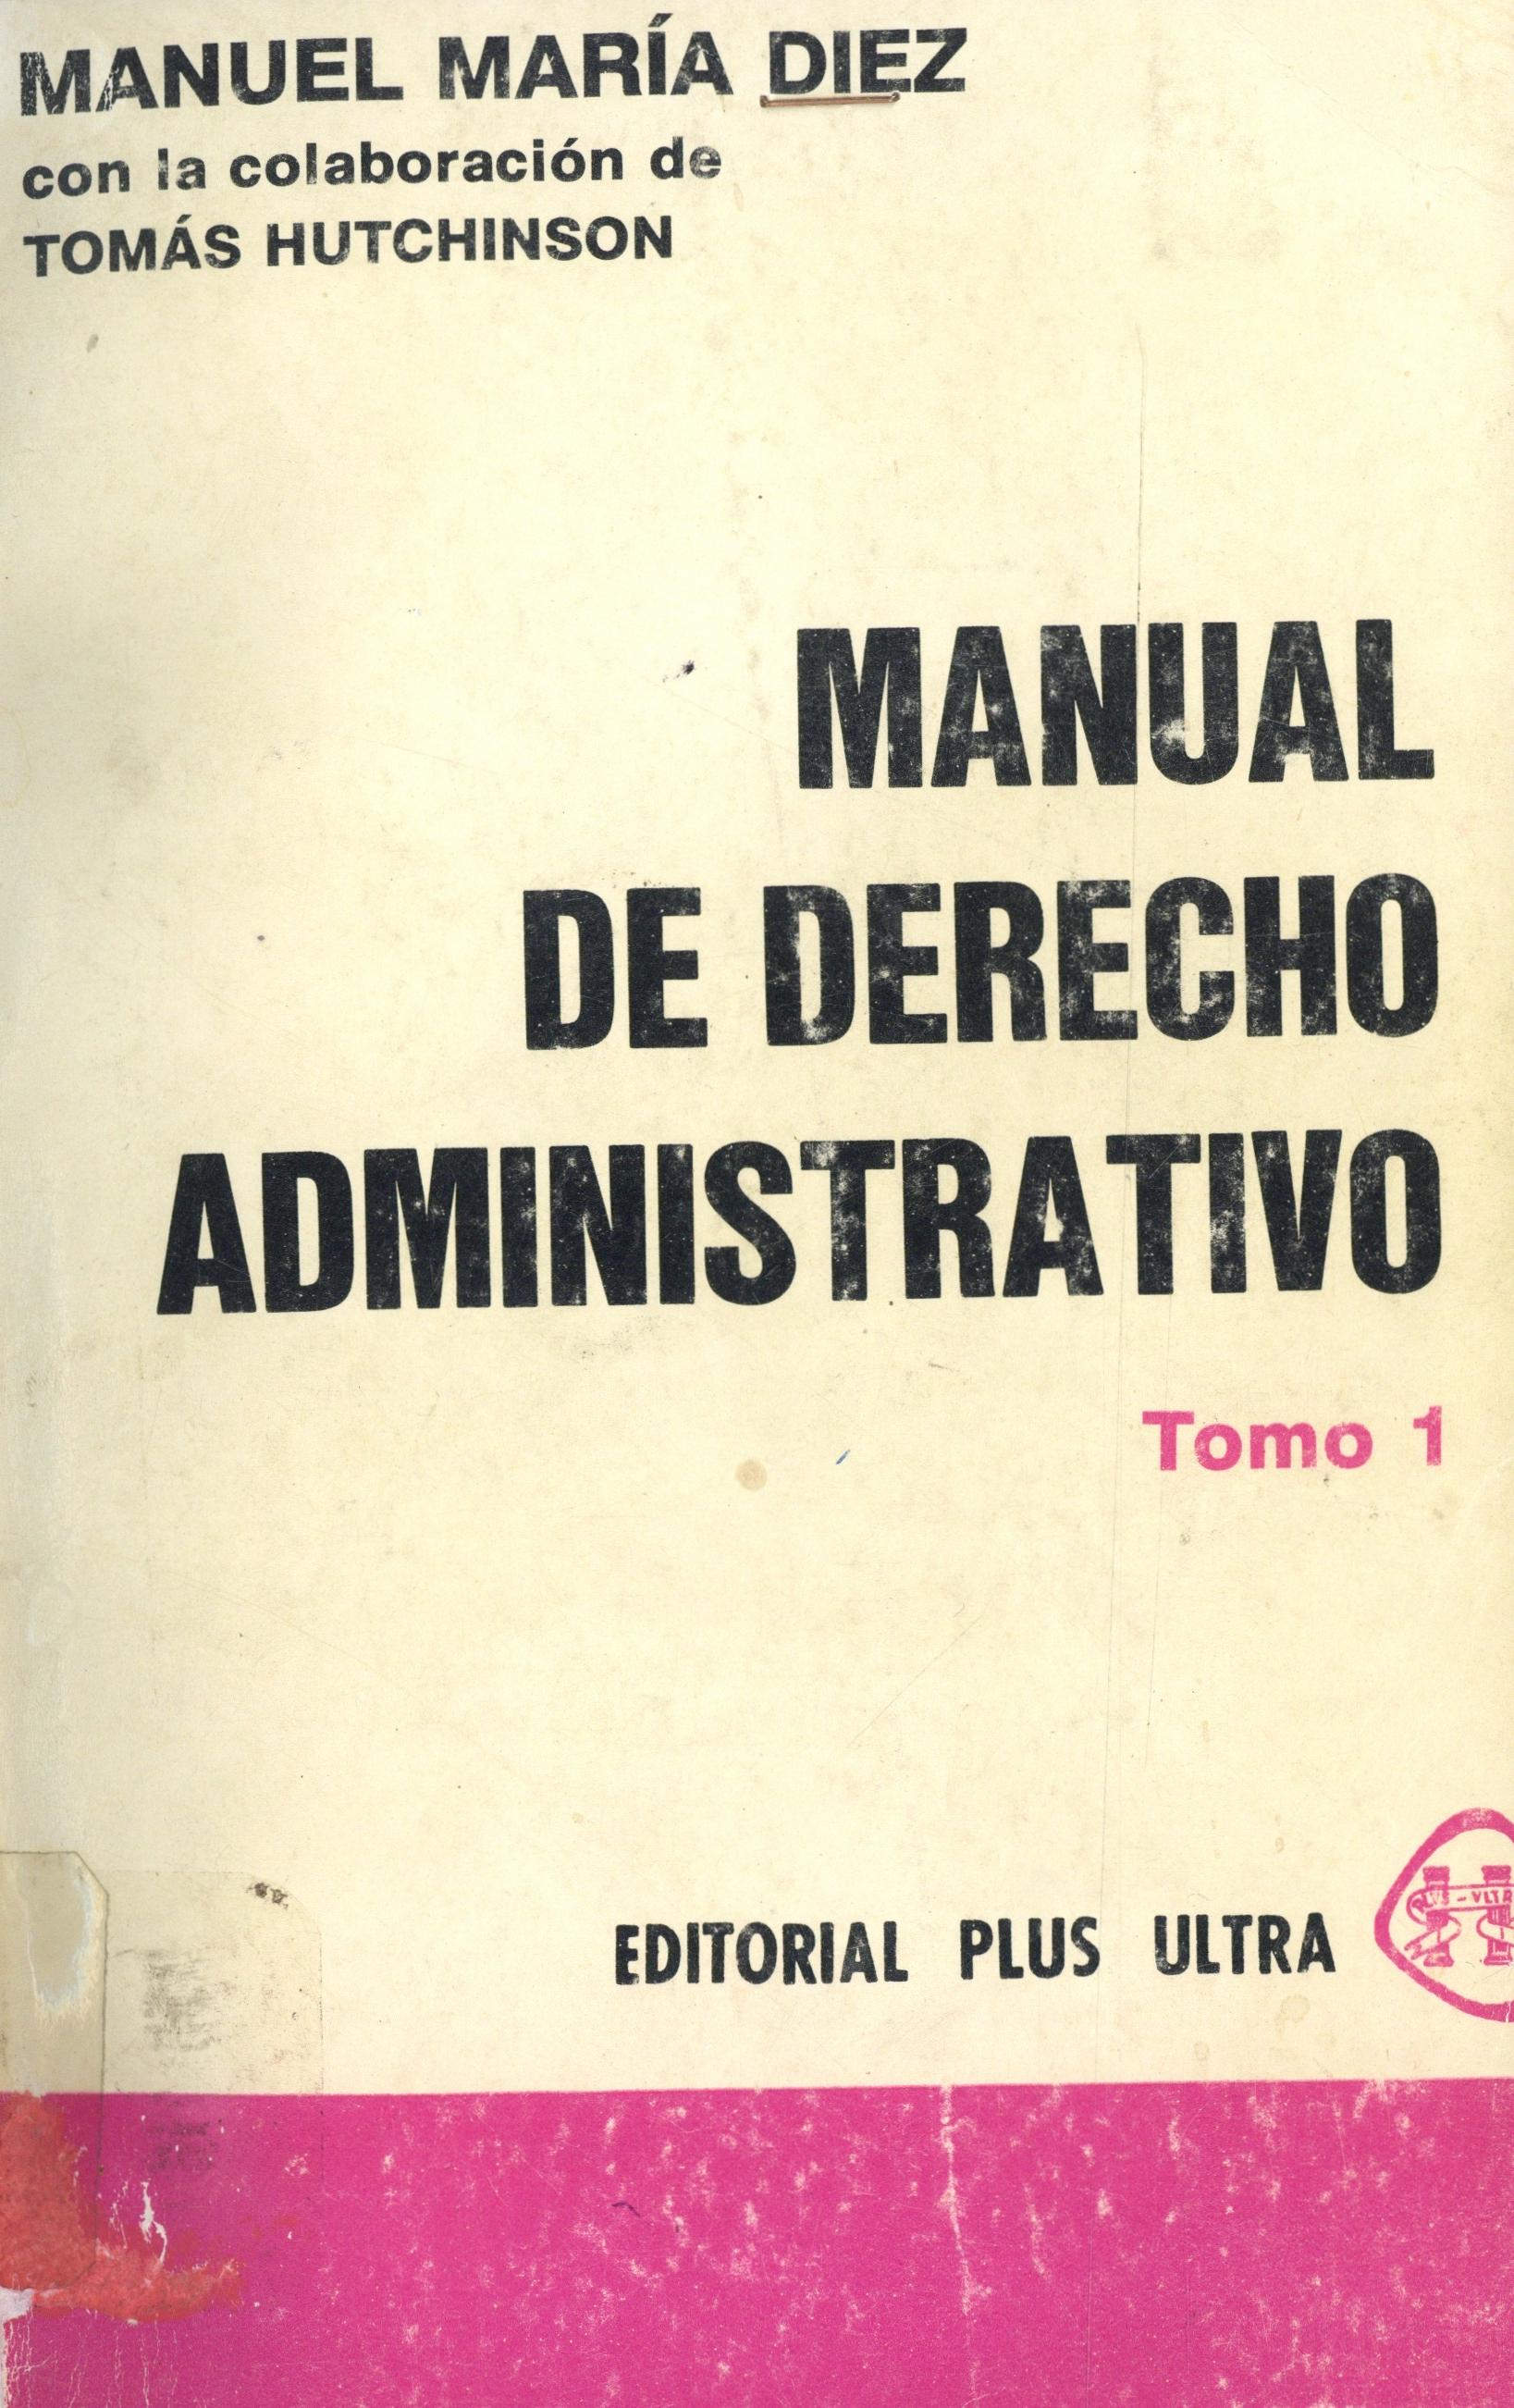 MANUEL MARÍA DIEZ
con la colaboración de
TOMÁS HUTCHINSON
MANUAL
DE DERECHO
ADMINISTRATIVO
Tomo 1
EDITORIAL PLUS ULTRA